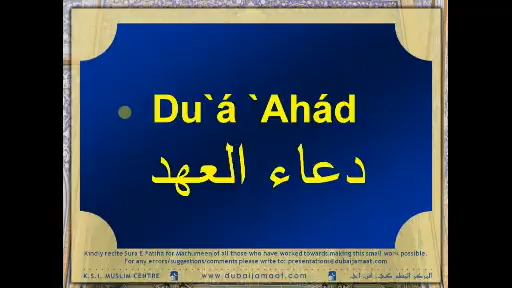 Du`á `Ahád
دعاء العهد
Kindly recite Sura E Fatiha for Marhumeen of all those who have worked towards making this small work possible.
For any errors/suggestions/comments please write to: presentations@dubaijamaat.com.
K.S.I. MUSLIM CENTRE www.dubaijamaat.com